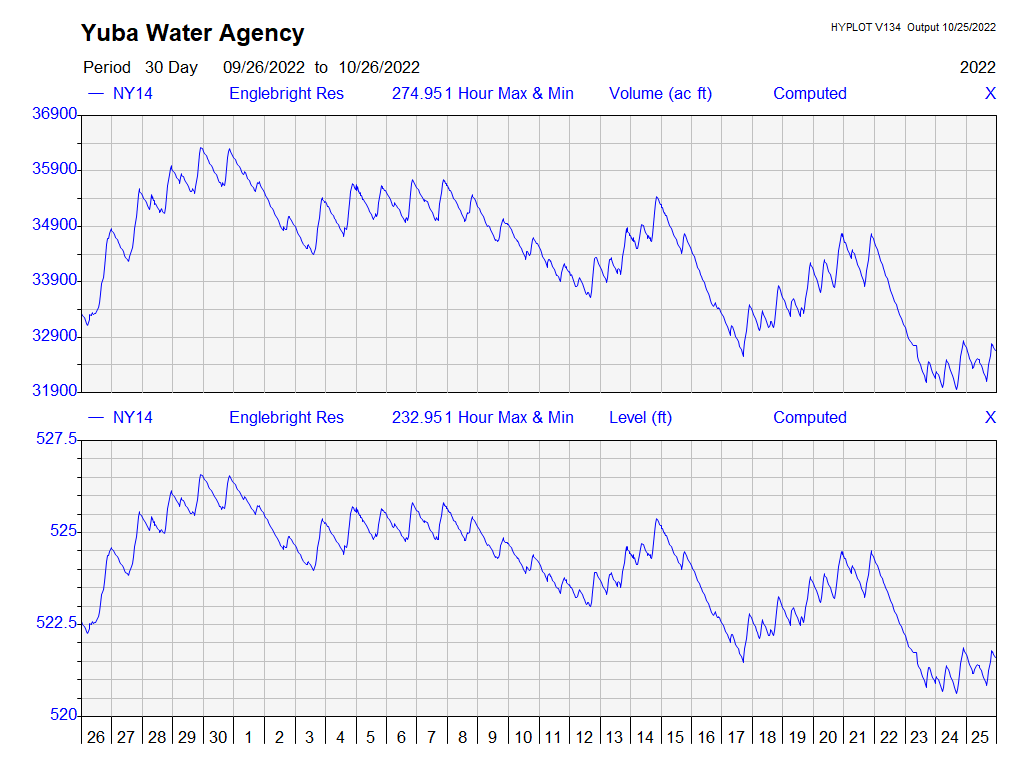 Yuba Water Agency
HYPLOT V134 Output 10/25/2022
Period 30 Day 09/26/2022 to 10/26/2022 2022
NY14 Englebright Res 274.951 Hour Max & Min Volume (ac ft) Computed X
36900
35900
34900
33900
32900
31900
NY14 Englebright Res 232.951 Hour Max & Min Level (ft) Computed X
527.5
525
522.5
520
26 27 28 29 30 1 2 3 4 5 6 7 8 9 10 11 12 13 14 15 16 17 18 19 20 21 22 23 24 25